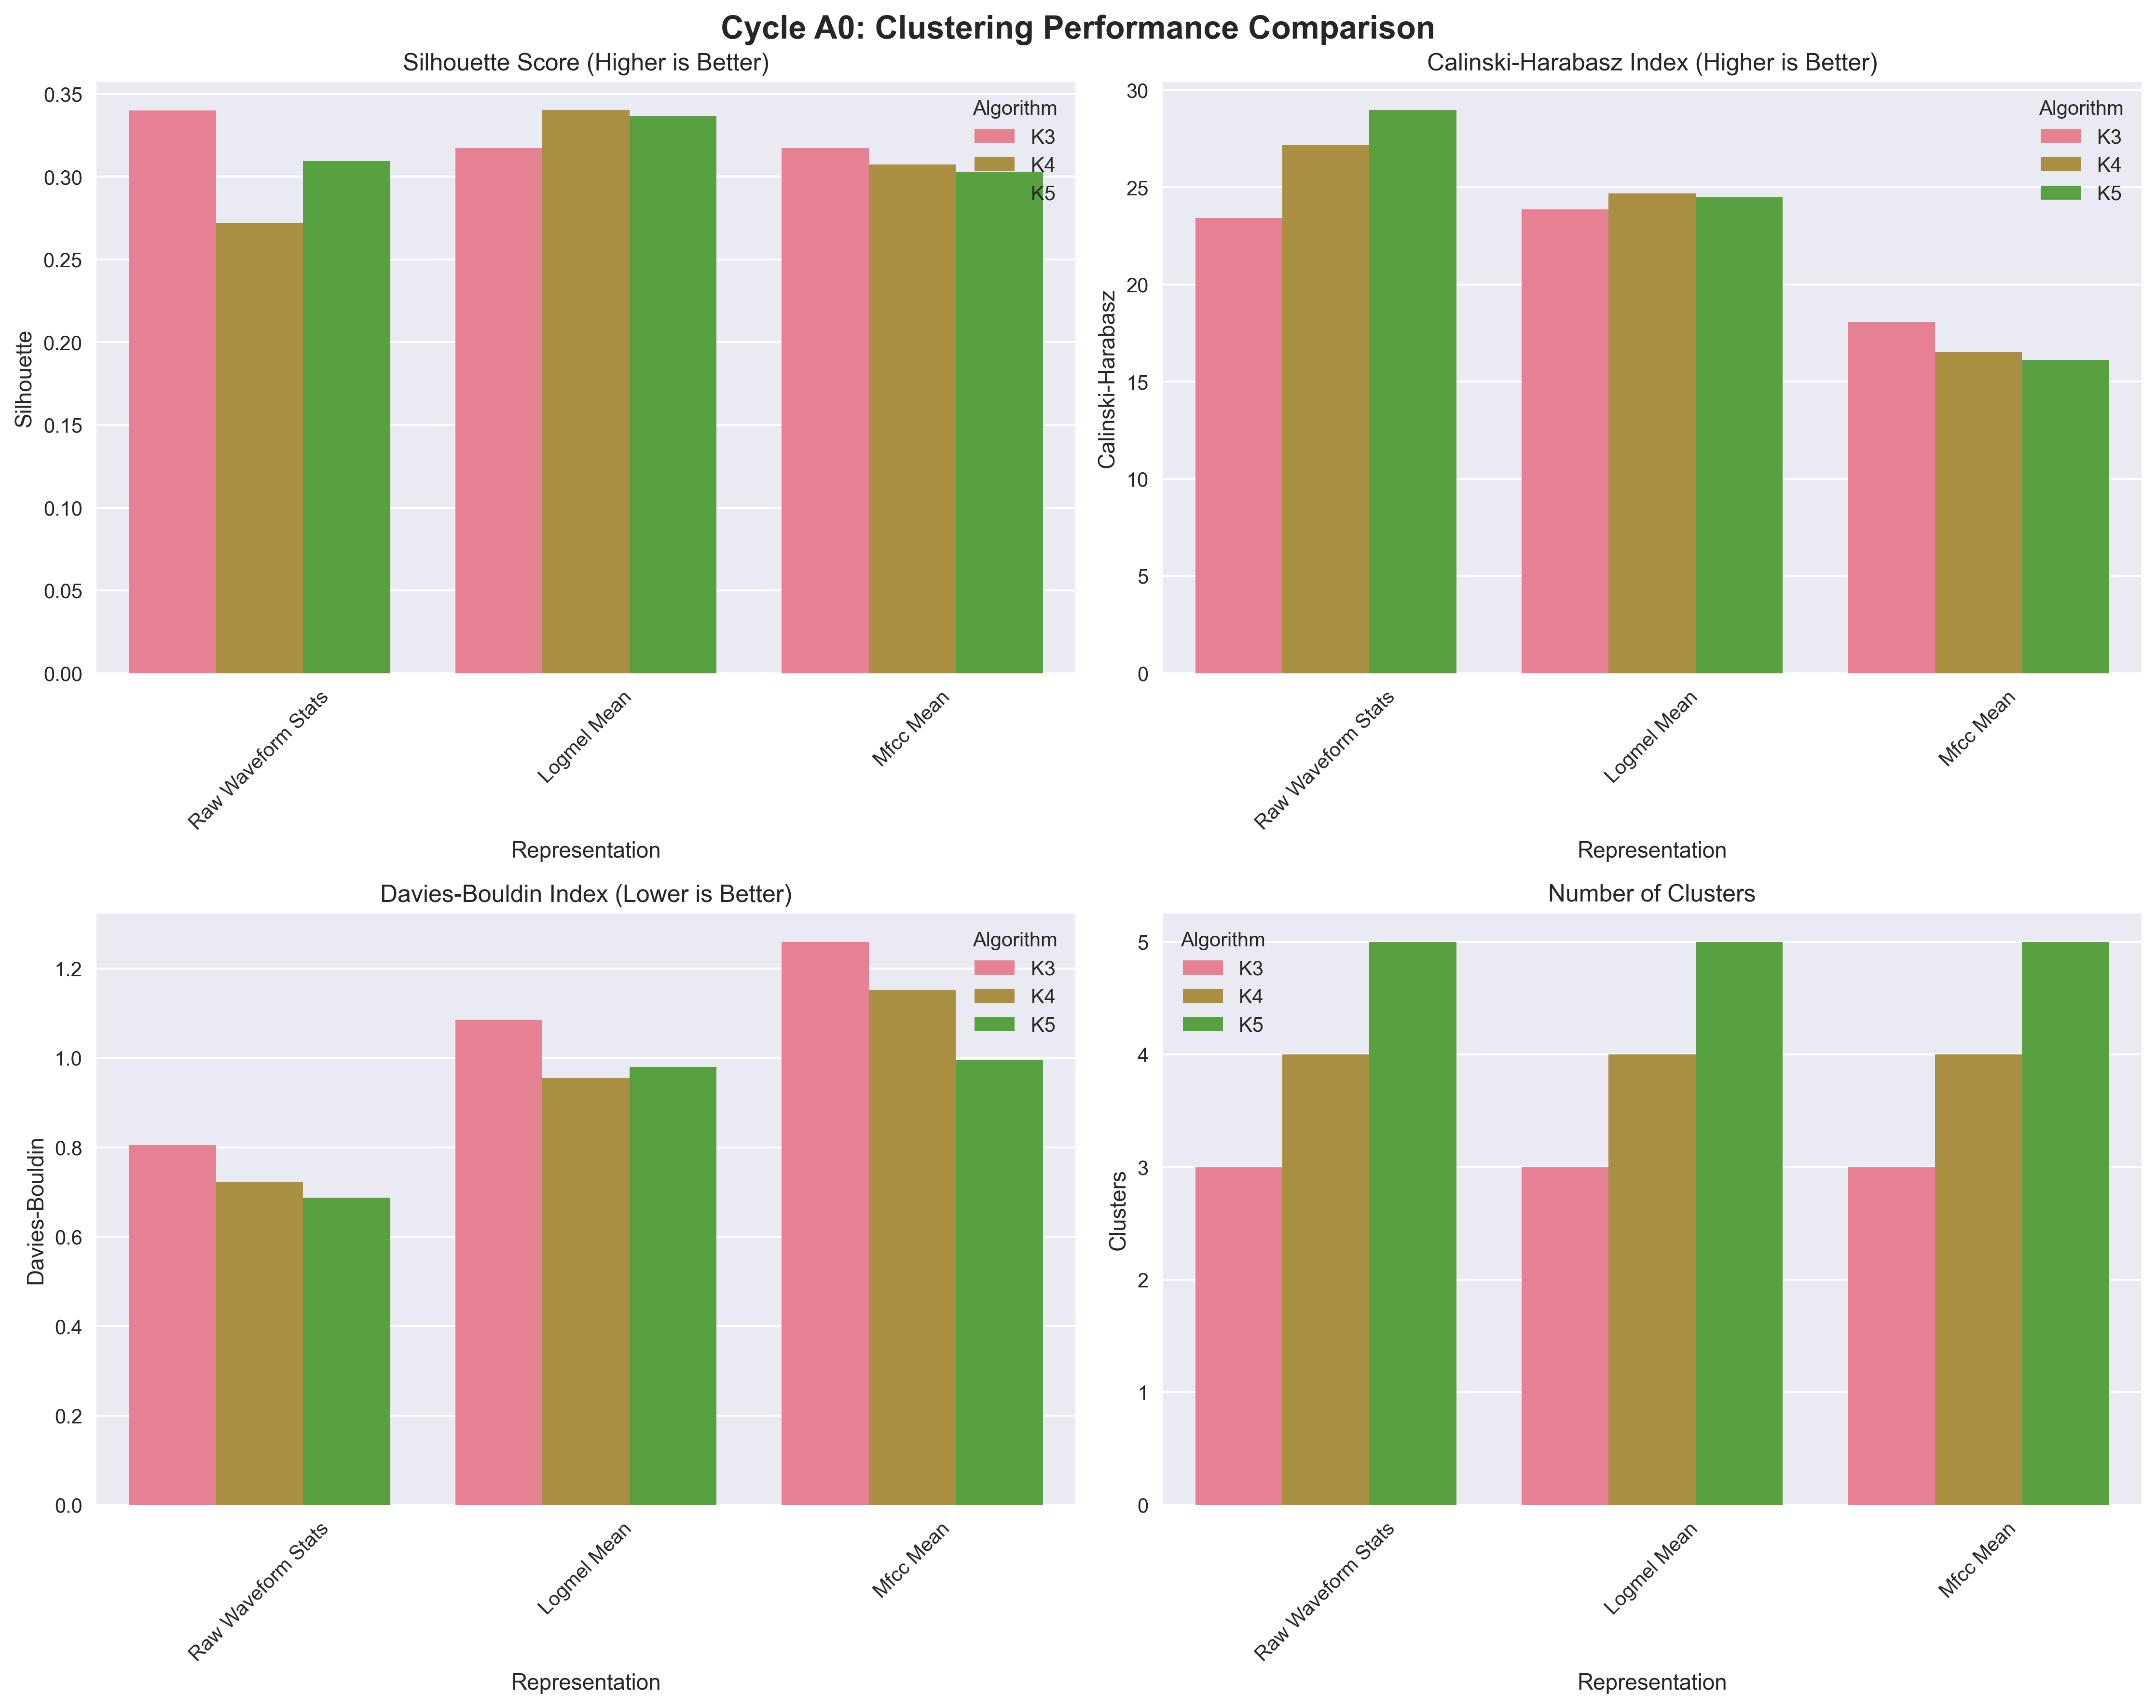 Cycle A0: Clustering Performance Comparison
Silhouette Score (Higher is Better)
0.35
0.30
0.25
0.20
0.15
0.10
0.05
0.00
Silhouette
Algorithm
K3
K4
K5
Raw Waveform Stats
Logmel Mean
Mfcc Mean
Representation
Calinski-Harabasz Index (Higher is Better)
30
25
20
15
10
5
0
Calinski-Harabasz
Algorithm
K3
K4
K5
Raw Waveform Stats
Logmel Mean
Mfcc Mean
Representation
Davies-Bouldin Index (Lower is Better)
1.2
1.0
0.8
0.6
0.4
0.2
0.0
Davies-Bouldin
Algorithm
K3
K4
K5
Raw Waveform Stats
Logmel Mean
Mfcc Mean
Representation
Number of Clusters
5
4
3
2
1
0
Clusters
Algorithm
K3
K4
K5
Raw Waveform Stats
Logmel Mean
Mfcc Mean
Representation